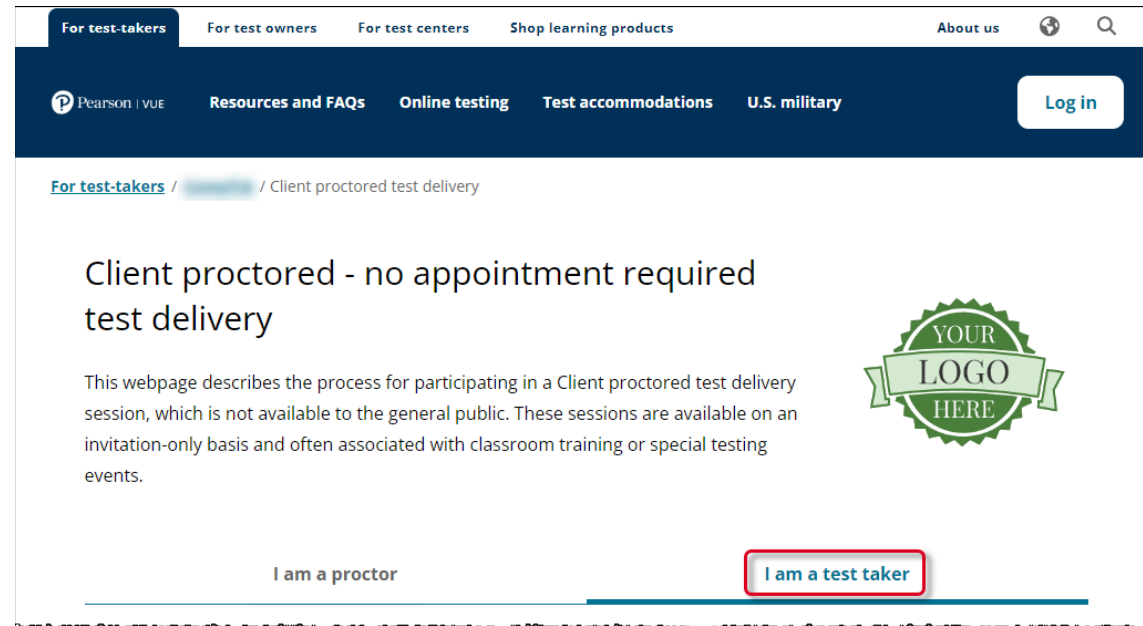 For test-takers For test owners For test centers Shop learning products About us
Pearson | VUE Resources and FAQs Online testing Test accommodations U.S. military Log in
For test-takers / / Client proctored test delivery
Client proctored - no appointment required
test delivery
YOUR
LOGO
HERE
This webpage describes the process for participating in a Client proctored test delivery
session, which is not available to the general public. These sessions are available on an
invitation-only basis and often associated with classroom training or special testing
events.
I am a proctor I am a test taker